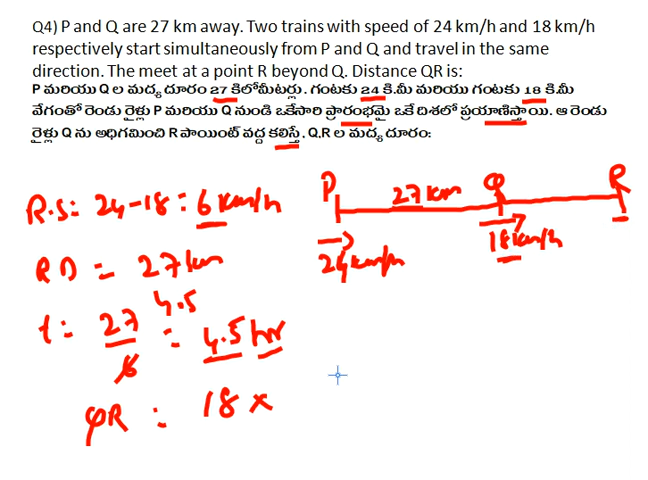 Q4) P and Q are 27 km away. Two trains with speed of 24 km/h and 18 km/h
respectively start simultaneously from P and Q and travel in the same
direction. The meet at a point R beyond Q. Distance QR is:
P మరియు Q ల మధ్య దూరం 27 కిలోమీటర్లు. గంటకు 24 కి.మీ మరియు గంటకు 18 కి.మీ
వేగంతో రెండు రైళ్లు P మరియు Q నుండి ఒకేసారి ప్రారంభమై ఒకే దిశలో ప్రయాణిస్తాయి. ఆ రెండు
రైళ్లు Q ను అధిగమించి R పాయింట్ వద్ద కలిస్తే, Q,R ల మధ్య దూరం:
P 27 km Q R
R.S: 24-18 : 6 km/h
24 km/h 18 km/h
R D = 27 km
4.5
t = 27/6 = 4.5 hr
QR : 18 ×